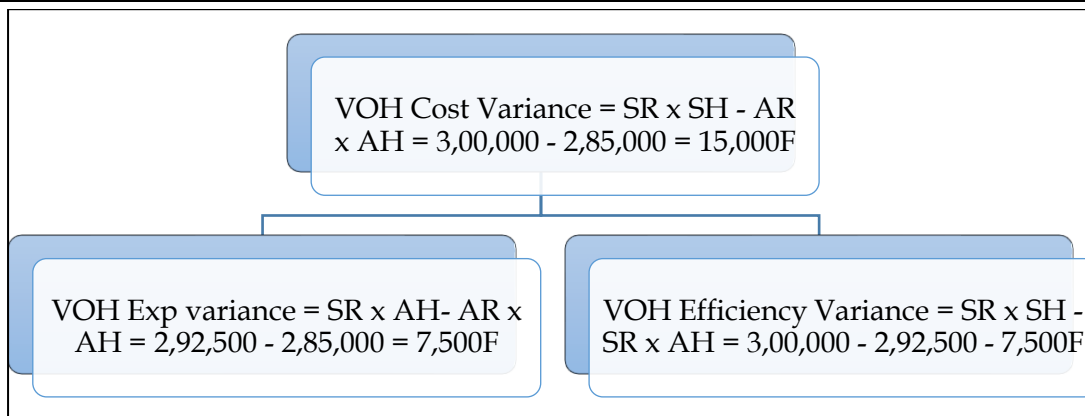 VOH Cost Variance = SR x SH - AR
x AH = 3,00,000 - 2,85,000 = 15,000F
VOH Exp variance = SR x AH- AR x
AH = 2,92,500 - 2,85,000 = 7,500F
VOH Efficiency Variance = SR x SH -
SR x AH = 3,00,000 - 2,92,500 - 7,500F